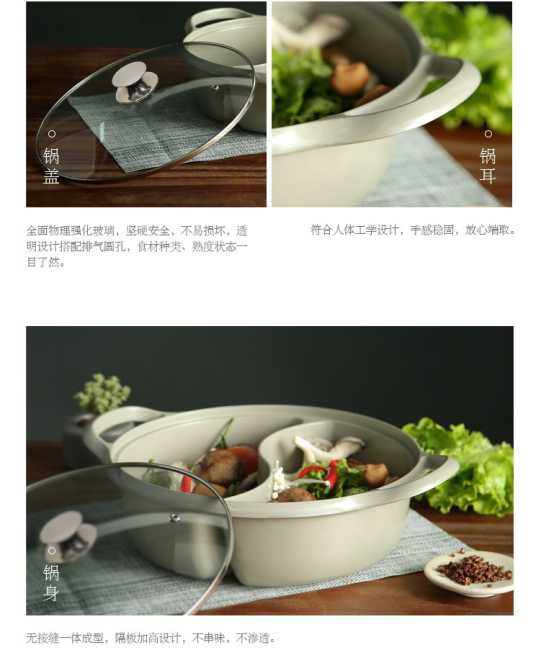 锅盖
锅耳
全面物理强化玻璃，坚硬安全，不易损坏，透
明设计搭配排气圆孔，食材种类、熟度状态一
目了然。
符合人体工学设计，手感稳固，放心端取。
锅身
无接缝一体成型，隔板加高设计，不串味，不渗透。